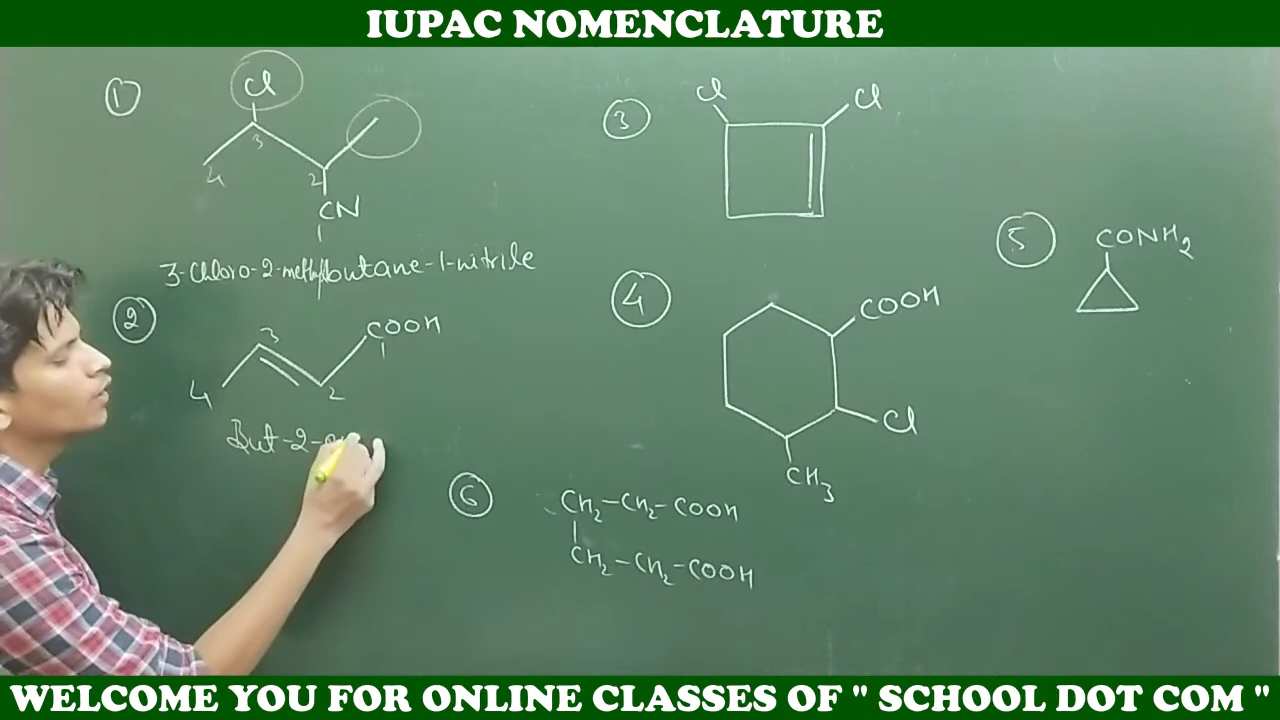 IUPAC NOMENCLATURE
1
Cl
4 3 2
CN
1
3-Chloro-2-methylbutane-1-nitrile
2
COOH
1
4 3 2
But-2-
3
Cl Cl
4
COOH
Cl
CH3
5
CONH2
6
CH2-CH2-COOH
CH2-CH2-COOH
WELCOME YOU FOR ONLINE CLASSES OF " SCHOOL DOT COM "